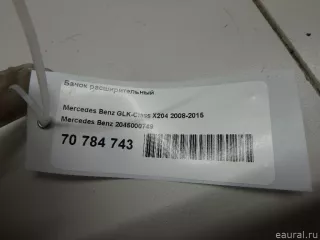 Бачок расширительный
Mercedes Benz GLK-Class X204 2008-2015
Mercedes Benz 2045000749
70 784 743
eaural.ru